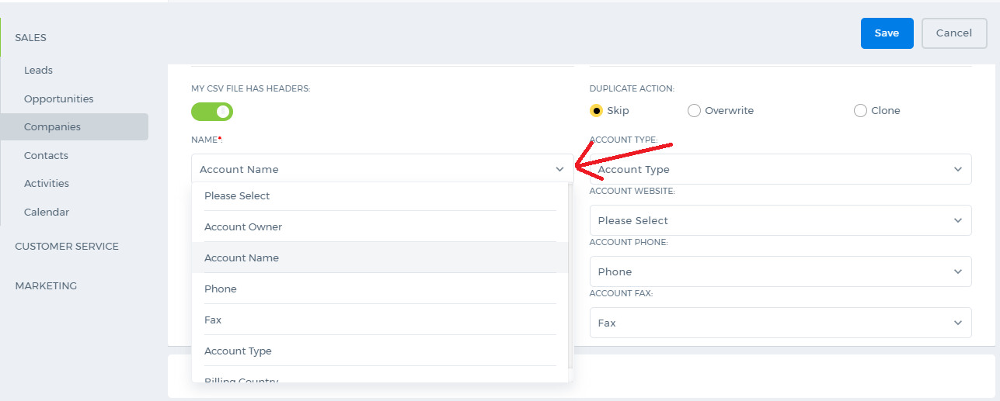 Save
Cancel
SALES
Leads
Opportunities
Companies
Contacts
Activities
Calendar
CUSTOMER SERVICE
MARKETING
MY CSV FILE HAS HEADERS:
NAME*:
Account Name
Please Select
Account Owner
Account Name
Phone
Fax
Account Type
Billing Country
DUPLICATE ACTION:
Skip Overwrite Clone
ACCOUNT TYPE:
Account Type
ACCOUNT WEBSITE:
Please Select
ACCOUNT PHONE:
Phone
ACCOUNT FAX:
Fax